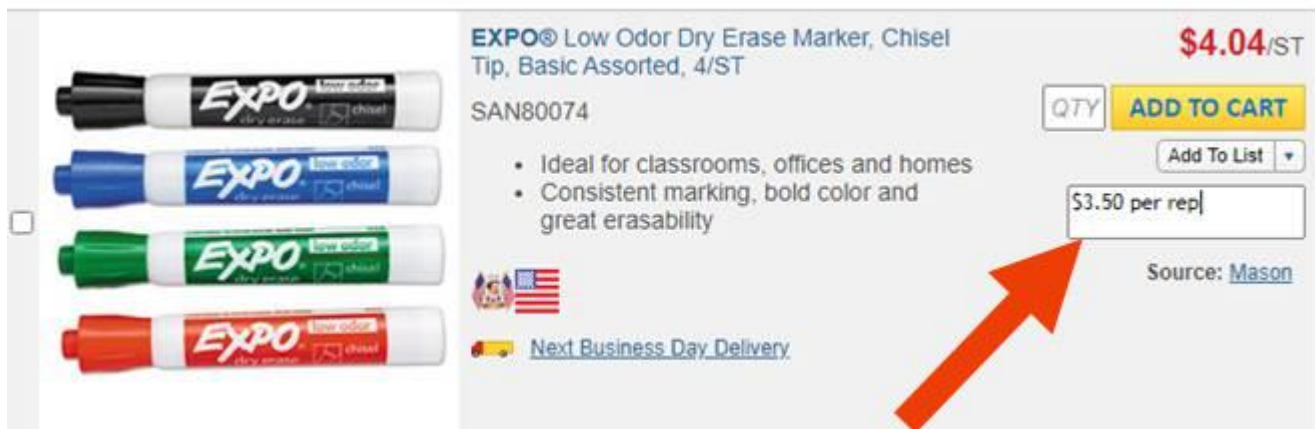 EXPO® Low Odor Dry Erase Marker, Chisel
Tip, Basic Assorted, 4/ST
SAN80074
• Ideal for classrooms, offices and homes
• Consistent marking, bold color and
great erasability
Next Business Day Delivery
$4.04/ST
QTY ADD TO CART
Add To List
$3.50 per rep
Source: Mason
EXPO® low odor
dry erase chisel
EXPO® low odor
dry erase chisel
EXPO® low odor
dry erase chisel
EXPO® low odor
dry erase chisel